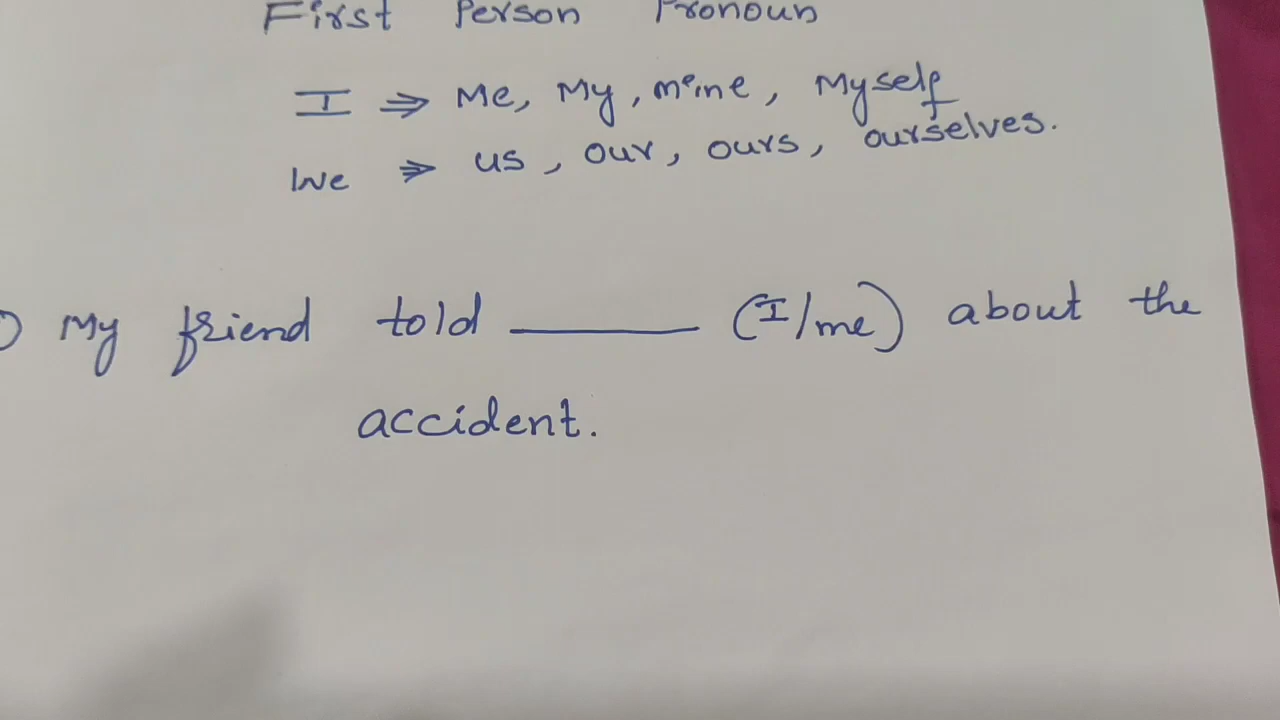 First Person Pronoun
I ⇒ Me, My, mine, Myself
We ⇒ us, our, ours, ourselves.
) My friend told ______ (I/me) about the
accident.